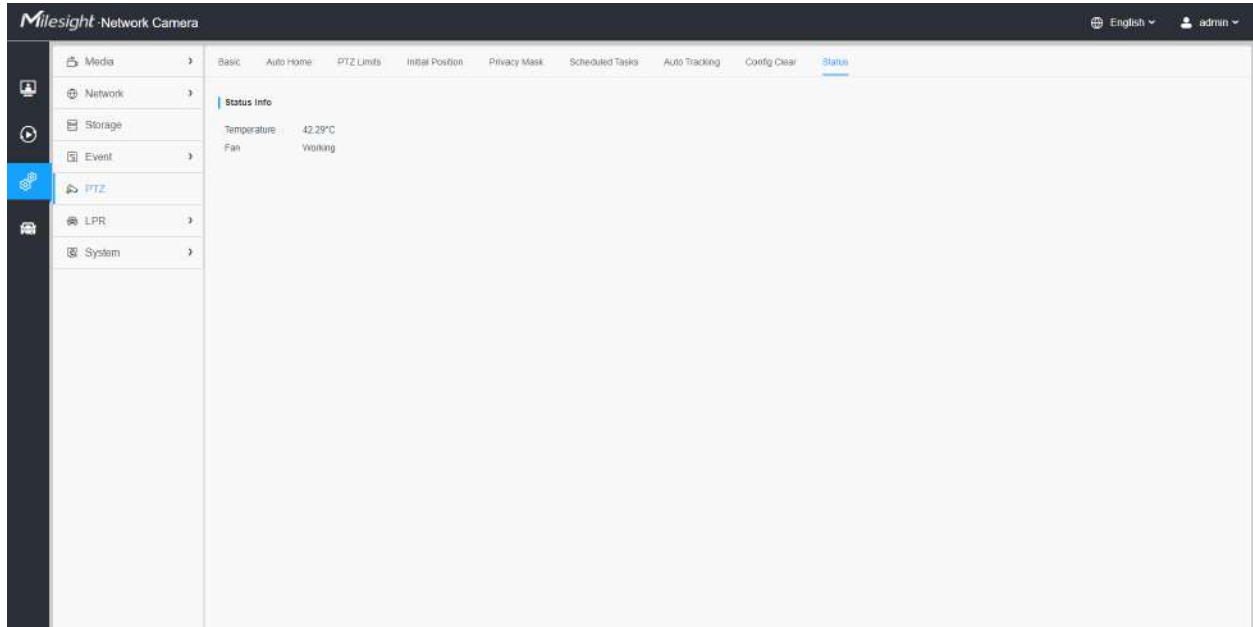 Milesight·Network Camera
English
admin
Media
Network
Storage
Event
PTZ
LPR
System
Basic Auto Home PTZ Limits Initial Position Privacy Mask Scheduled Tasks Auto Tracking Config Clear Status
Status Info
Temperature 42.29°C
Fan Working